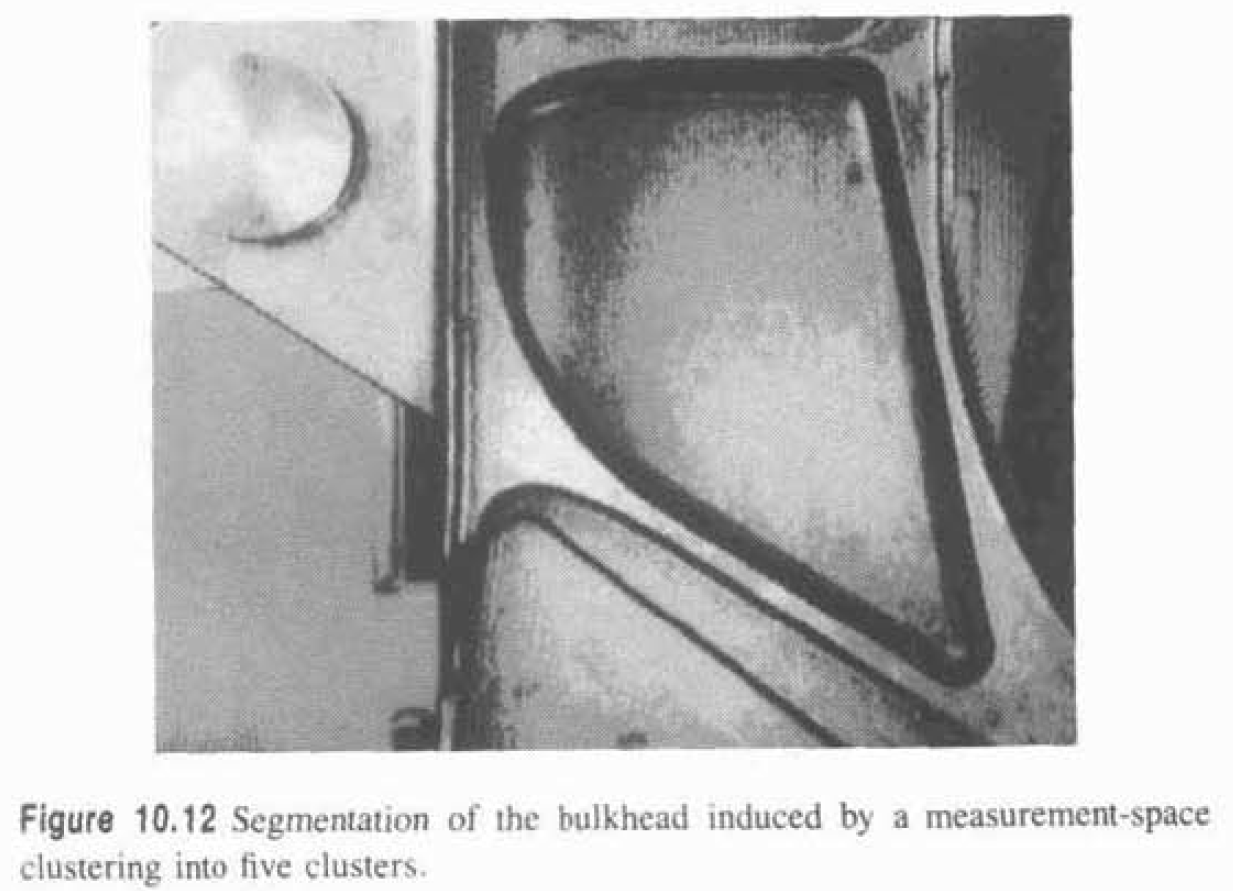 Figure 10.12 Segmentation of the bulkhead induced by a measurement-space
clustering into five clusters.